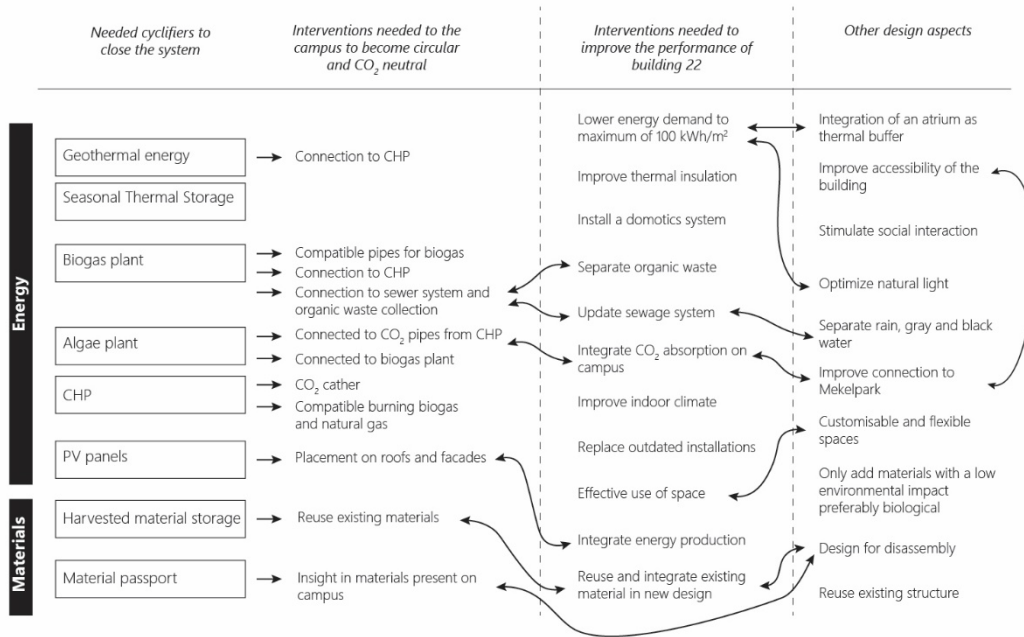 Needed cyclifiers to
close the system
Interventions needed to the
campus to become circular
and CO₂ neutral
Interventions needed to
improve the performance of
building 22
Other design aspects
Energy
Geothermal energy
Seasonal Thermal Storage
Biogas plant
Algae plant
CHP
PV panels
Materials
Harvested material storage
Material passport
Connection to CHP
Compatible pipes for biogas
Connection to CHP
Connection to sewer system and
organic waste collection
Connected to CO₂ pipes from CHP
Connected to biogas plant
CO₂ cather
Compatible burning biogas
and natural gas
Placement on roofs and facades
Reuse existing materials
Insight in materials present on
campus
Lower energy demand to
maximum of 100 kWh/m²
Improve thermal insulation
Install a domotics system
Separate organic waste
Update sewage system
Integrate CO₂ absorption on
campus
Improve indoor climate
Replace outdated installations
Effective use of space
Integrate energy production
Reuse and integrate existing
material in new design
Integration of an atrium as
thermal buffer
Improve accessibility of the
building
Stimulate social interaction
Optimize natural light
Separate rain, gray and black
water
Improve connection to
Mekelpark
Customisable and flexible
spaces
Only add materials with a low
environmental impact
preferably biological
Design for disassembly
Reuse existing structure